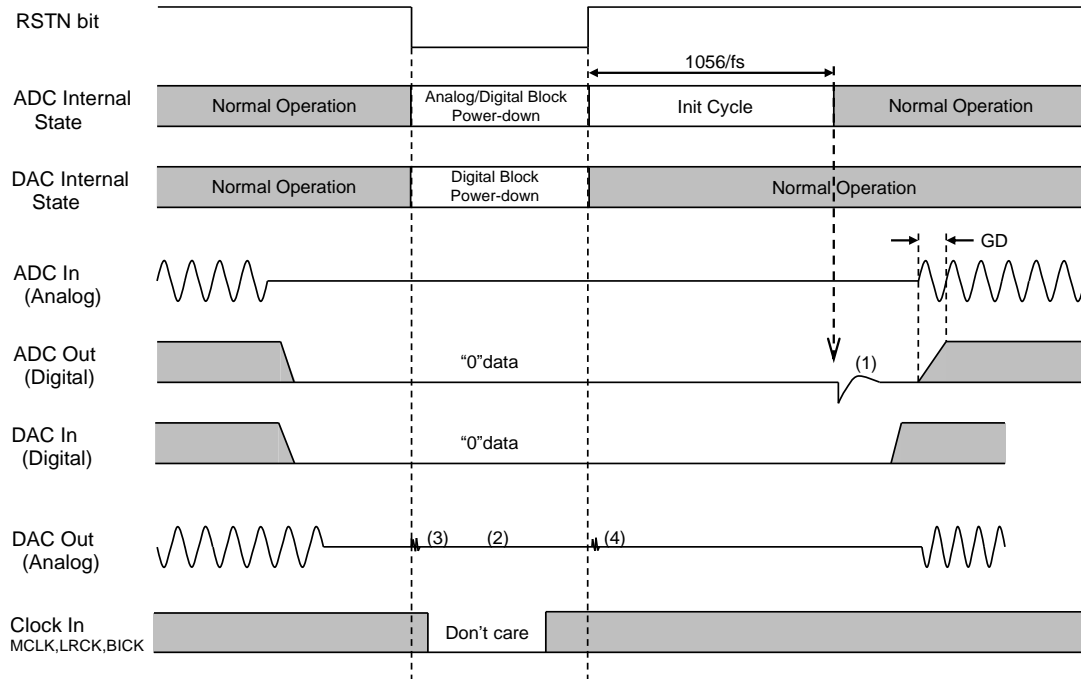 RSTN bit
1056/fs
ADC Internal
State
Normal Operation
Analog/Digital Block
Power-down
Init Cycle
Normal Operation
DAC Internal
State
Normal Operation
Digital Block
Power-down
Normal Operation
GD
ADC In
(Analog)
ADC Out
(Digital)
“0”data
(1)
DAC In
(Digital)
“0”data
DAC Out
(Analog)
(3)
(2)
(4)
Clock In
MCLK,LRCK,BICK
Don’t care